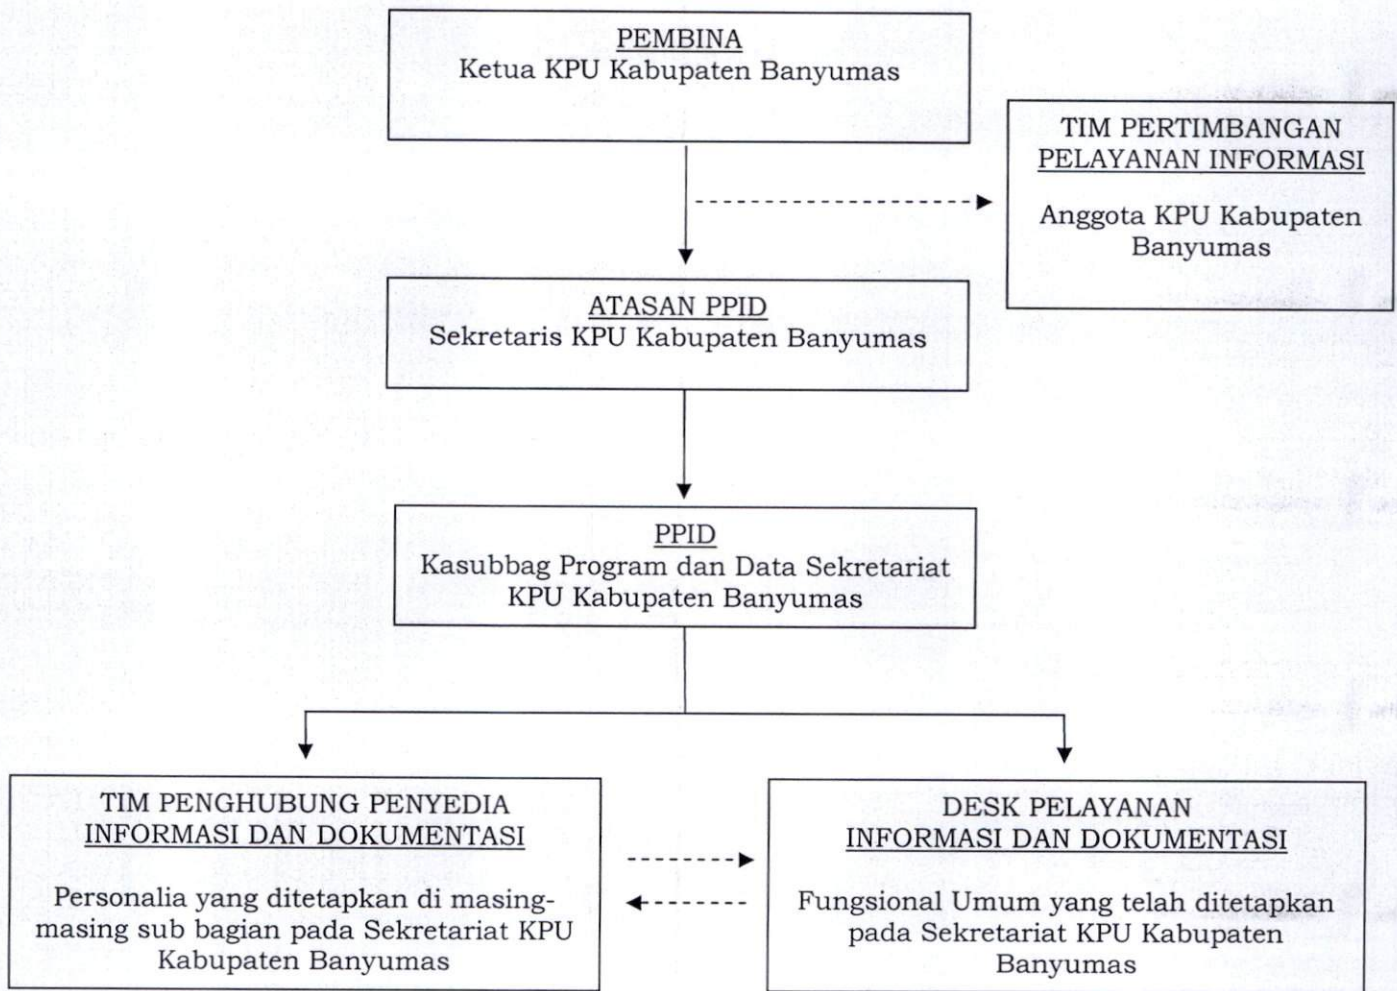 PEMBINA
Ketua KPU Kabupaten Banyumas
TIM PERTIMBANGAN
PELAYANAN INFORMASI
Anggota KPU Kabupaten
Banyumas
ATASAN PPID
Sekretaris KPU Kabupaten Banyumas
PPID
Kasubbag Program dan Data Sekretariat
KPU Kabupaten Banyumas
TIM PENGHUBUNG PENYEDIA
INFORMASI DAN DOKUMENTASI
Personalia yang ditetapkan di masing-
masing sub bagian pada Sekretariat KPU
Kabupaten Banyumas
DESK PELAYANAN
INFORMASI DAN DOKUMENTASI
Fungsional Umum yang telah ditetapkan
pada Sekretariat KPU Kabupaten
Banyumas